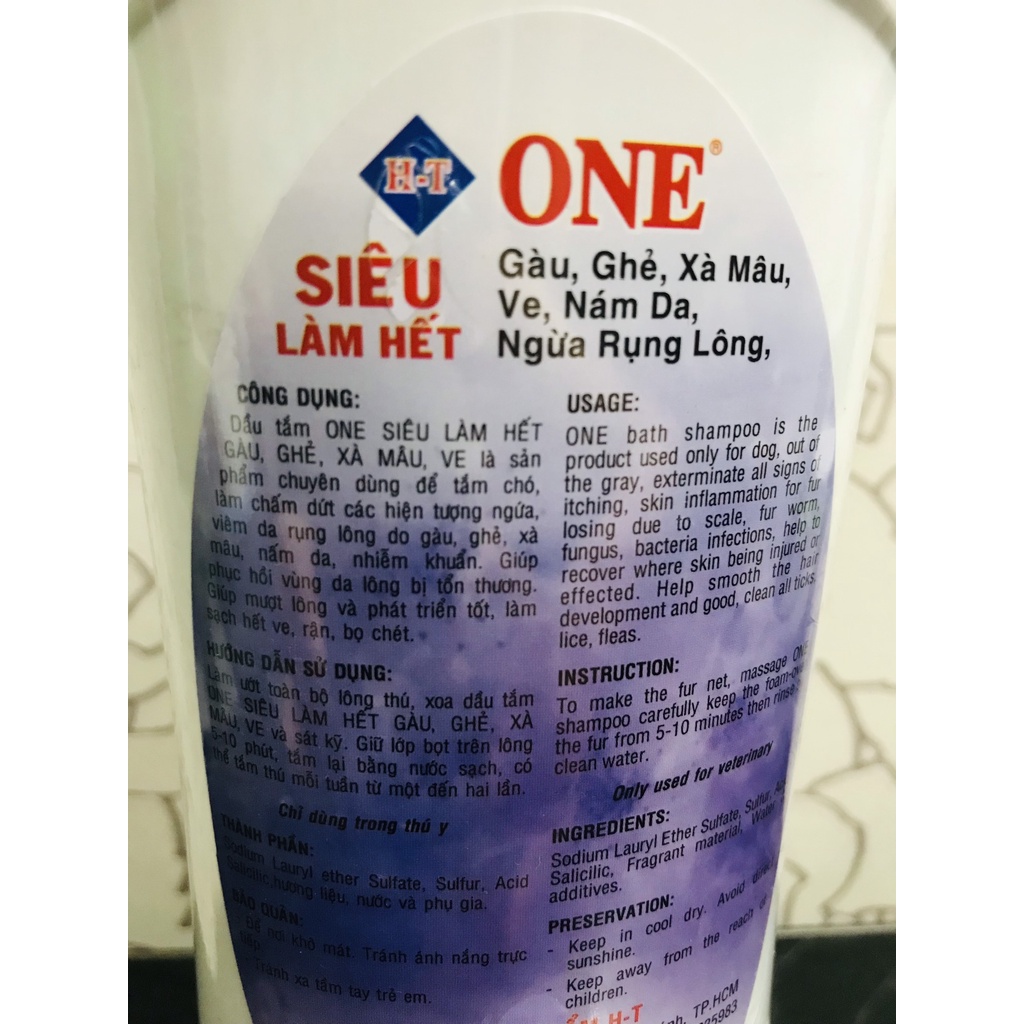 H-T
ONE®
SIÊU
LÀM HẾT
Gàu, Ghẻ, Xà Mâu,
Ve, Nám Da,
Ngừa Rụng Lông,
CÔNG DỤNG:
Dầu tắm ONE SIÊU LÀM HẾT
GÀU, GHẺ, XÀ MÂU, VE là sản
phẩm chuyên dùng để tắm chó,
làm chấm dứt các hiện tượng ngứa,
viêm da rụng lông do gàu, ghẻ, xà
mâu, nấm da, nhiễm khuẩn. Giúp
phục hồi vùng da lông bị tổn thương.
Giúp mượt lông và phát triển tốt, làm
sạch hết ve, rận, bọ chét.
HƯỚNG DẪN SỬ DỤNG:
Làm ướt toàn bộ lông thú, xoa dầu tắm
ONE SIÊU LÀM HẾT GÀU, GHẺ, XÀ
MÂU, VE và sát kỹ. Giữ lớp bọt trên lông
5-10 phút, tắm lại bằng nước sạch, có
thể tắm thú mỗi tuần từ một đến hai lần.
Chỉ dùng trong thú y
THÀNH PHẦN:
Sodium Lauryl ether Sulfate, Sulfur, Acid
Salicilic,hương liệu, nước và phụ gia.
BẢO QUẢN:
- Để nơi khô mát. Tránh ánh nắng trực
tiếp.
- Tránh xa tầm tay trẻ em.
USAGE:
ONE bath shampoo is the
product used only for dog, out of
the gray, exterminate all signs of
itching, skin inflammation for fur
losing due to scale, fur worm,
fungus, bacteria infections, help to
recover where skin being injured or
effected. Help smooth the hair
development and good, clean all ticks,
lice, fleas.
INSTRUCTION:
To make the fur net, massage ONE
shampoo carefully keep the foam
the fur from 5-10 minutes then rinse
clean water.
Only used for veterinary
INGREDIENTS:
Sodium Lauryl Ether Sulfate, Sulfur,
Salicilic, Fragrant material, Water
additives.
PRESERVATION:
- Keep in cool dry. Avoid direct
sunshine.
- Keep away from the reach of
children.
H-T
TP.HCM